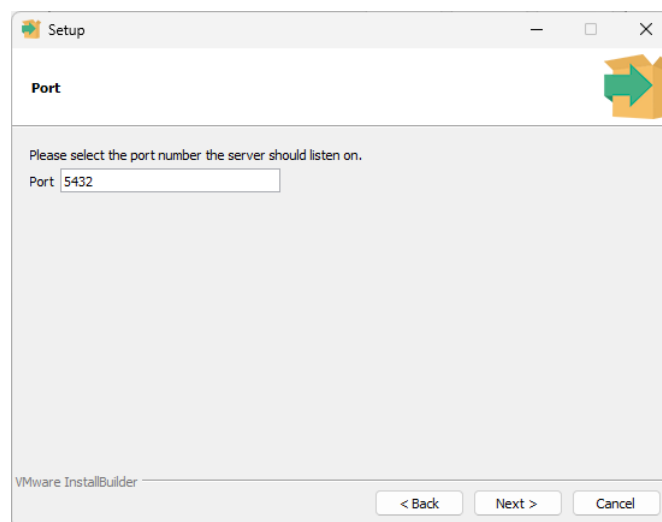 Setup
Port
Please select the port number the server should listen on.
Port 5432
VMware InstallBuilder
< Back Next > Cancel